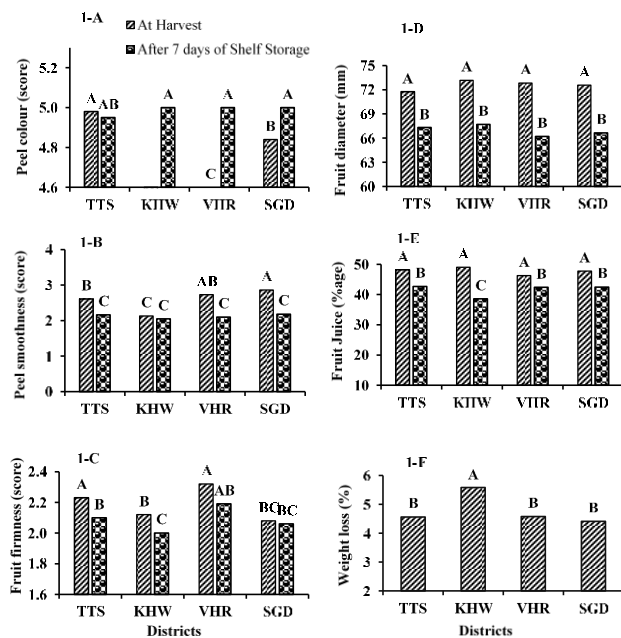 1-A
At Harvest
After 7 days of Shelf Storage
Peel colour (score)
5.2
5.0
4.8
4.6
A AB A C A B A
TTS KHW VHR SGD
1-B
Peel smoothness (score)
4
3
2
1
0
B C C C AB C A C
TTS KHW VHR SGD
1-C
Fruit firmness (score)
2.4
2.2
2.0
1.8
1.6
A B B C A AB BC BC
TTS KHW VHR SGD
Districts
1-D
Fruit diameter (mm)
75
72
69
66
63
60
A B A B A B A B
TTS KHW VHR SGD
1-E
Fruit Juice (%age)
50
40
30
20
10
A B A C A B A B
TTS KHW VHR SGD
1-F
Weight loss (%)
6
5
4
3
2
B A B B
TTS KHW VHR SGD
Districts